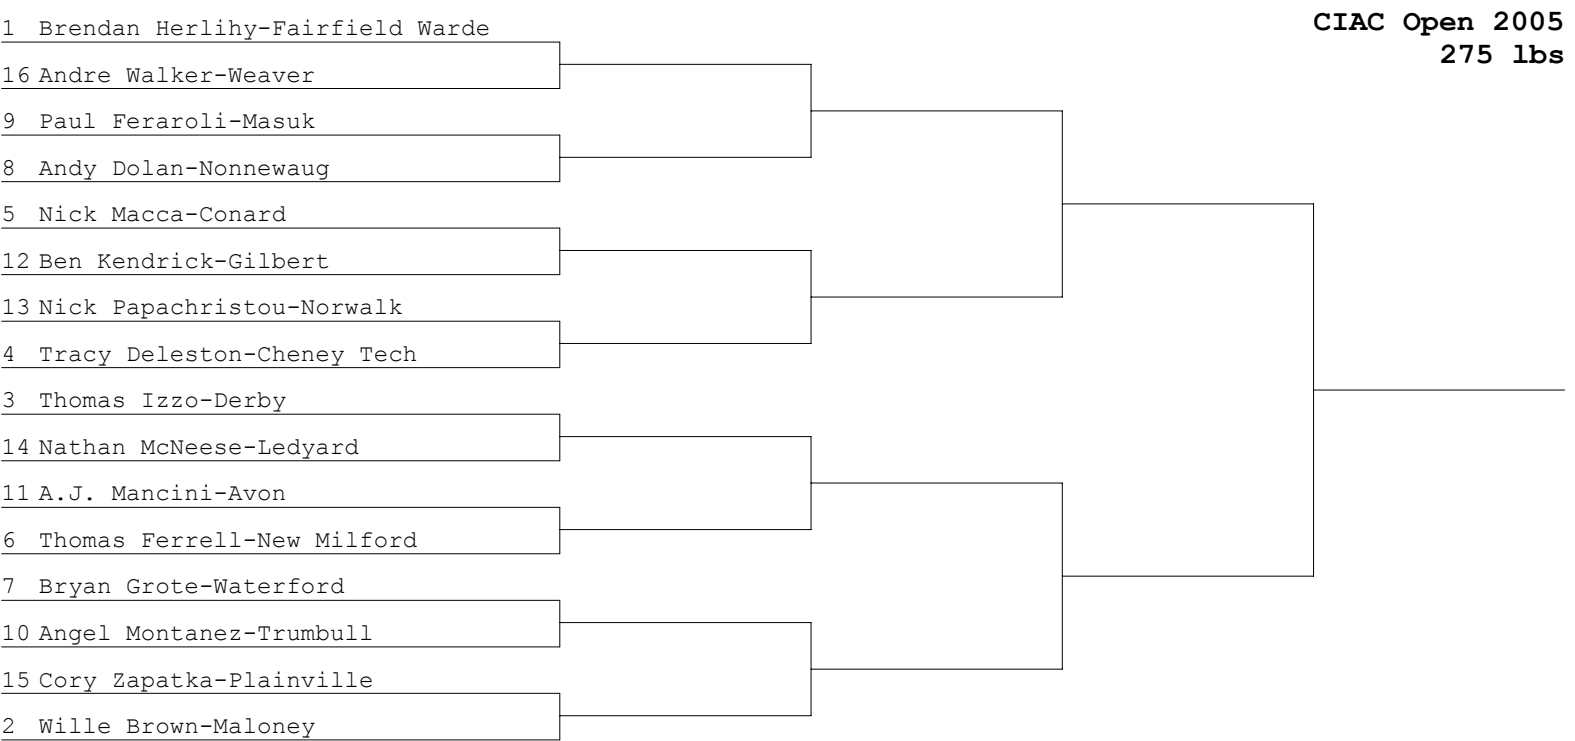 CIAC Open 2005
275 lbs
1 Brendan Herlihy-Fairfield Warde
16 Andre Walker-Weaver
9 Paul Feraroli-Masuk
8 Andy Dolan-Nonnewaug
5 Nick Macca-Conard
12 Ben Kendrick-Gilbert
13 Nick Papachristou-Norwalk
4 Tracy Deleston-Cheney Tech
3 Thomas Izzo-Derby
14 Nathan McNeese-Ledyard
11 A.J. Mancini-Avon
6 Thomas Ferrell-New Milford
7 Bryan Grote-Waterford
10 Angel Montanez-Trumbull
15 Cory Zapatka-Plainville
2 Wille Brown-Maloney